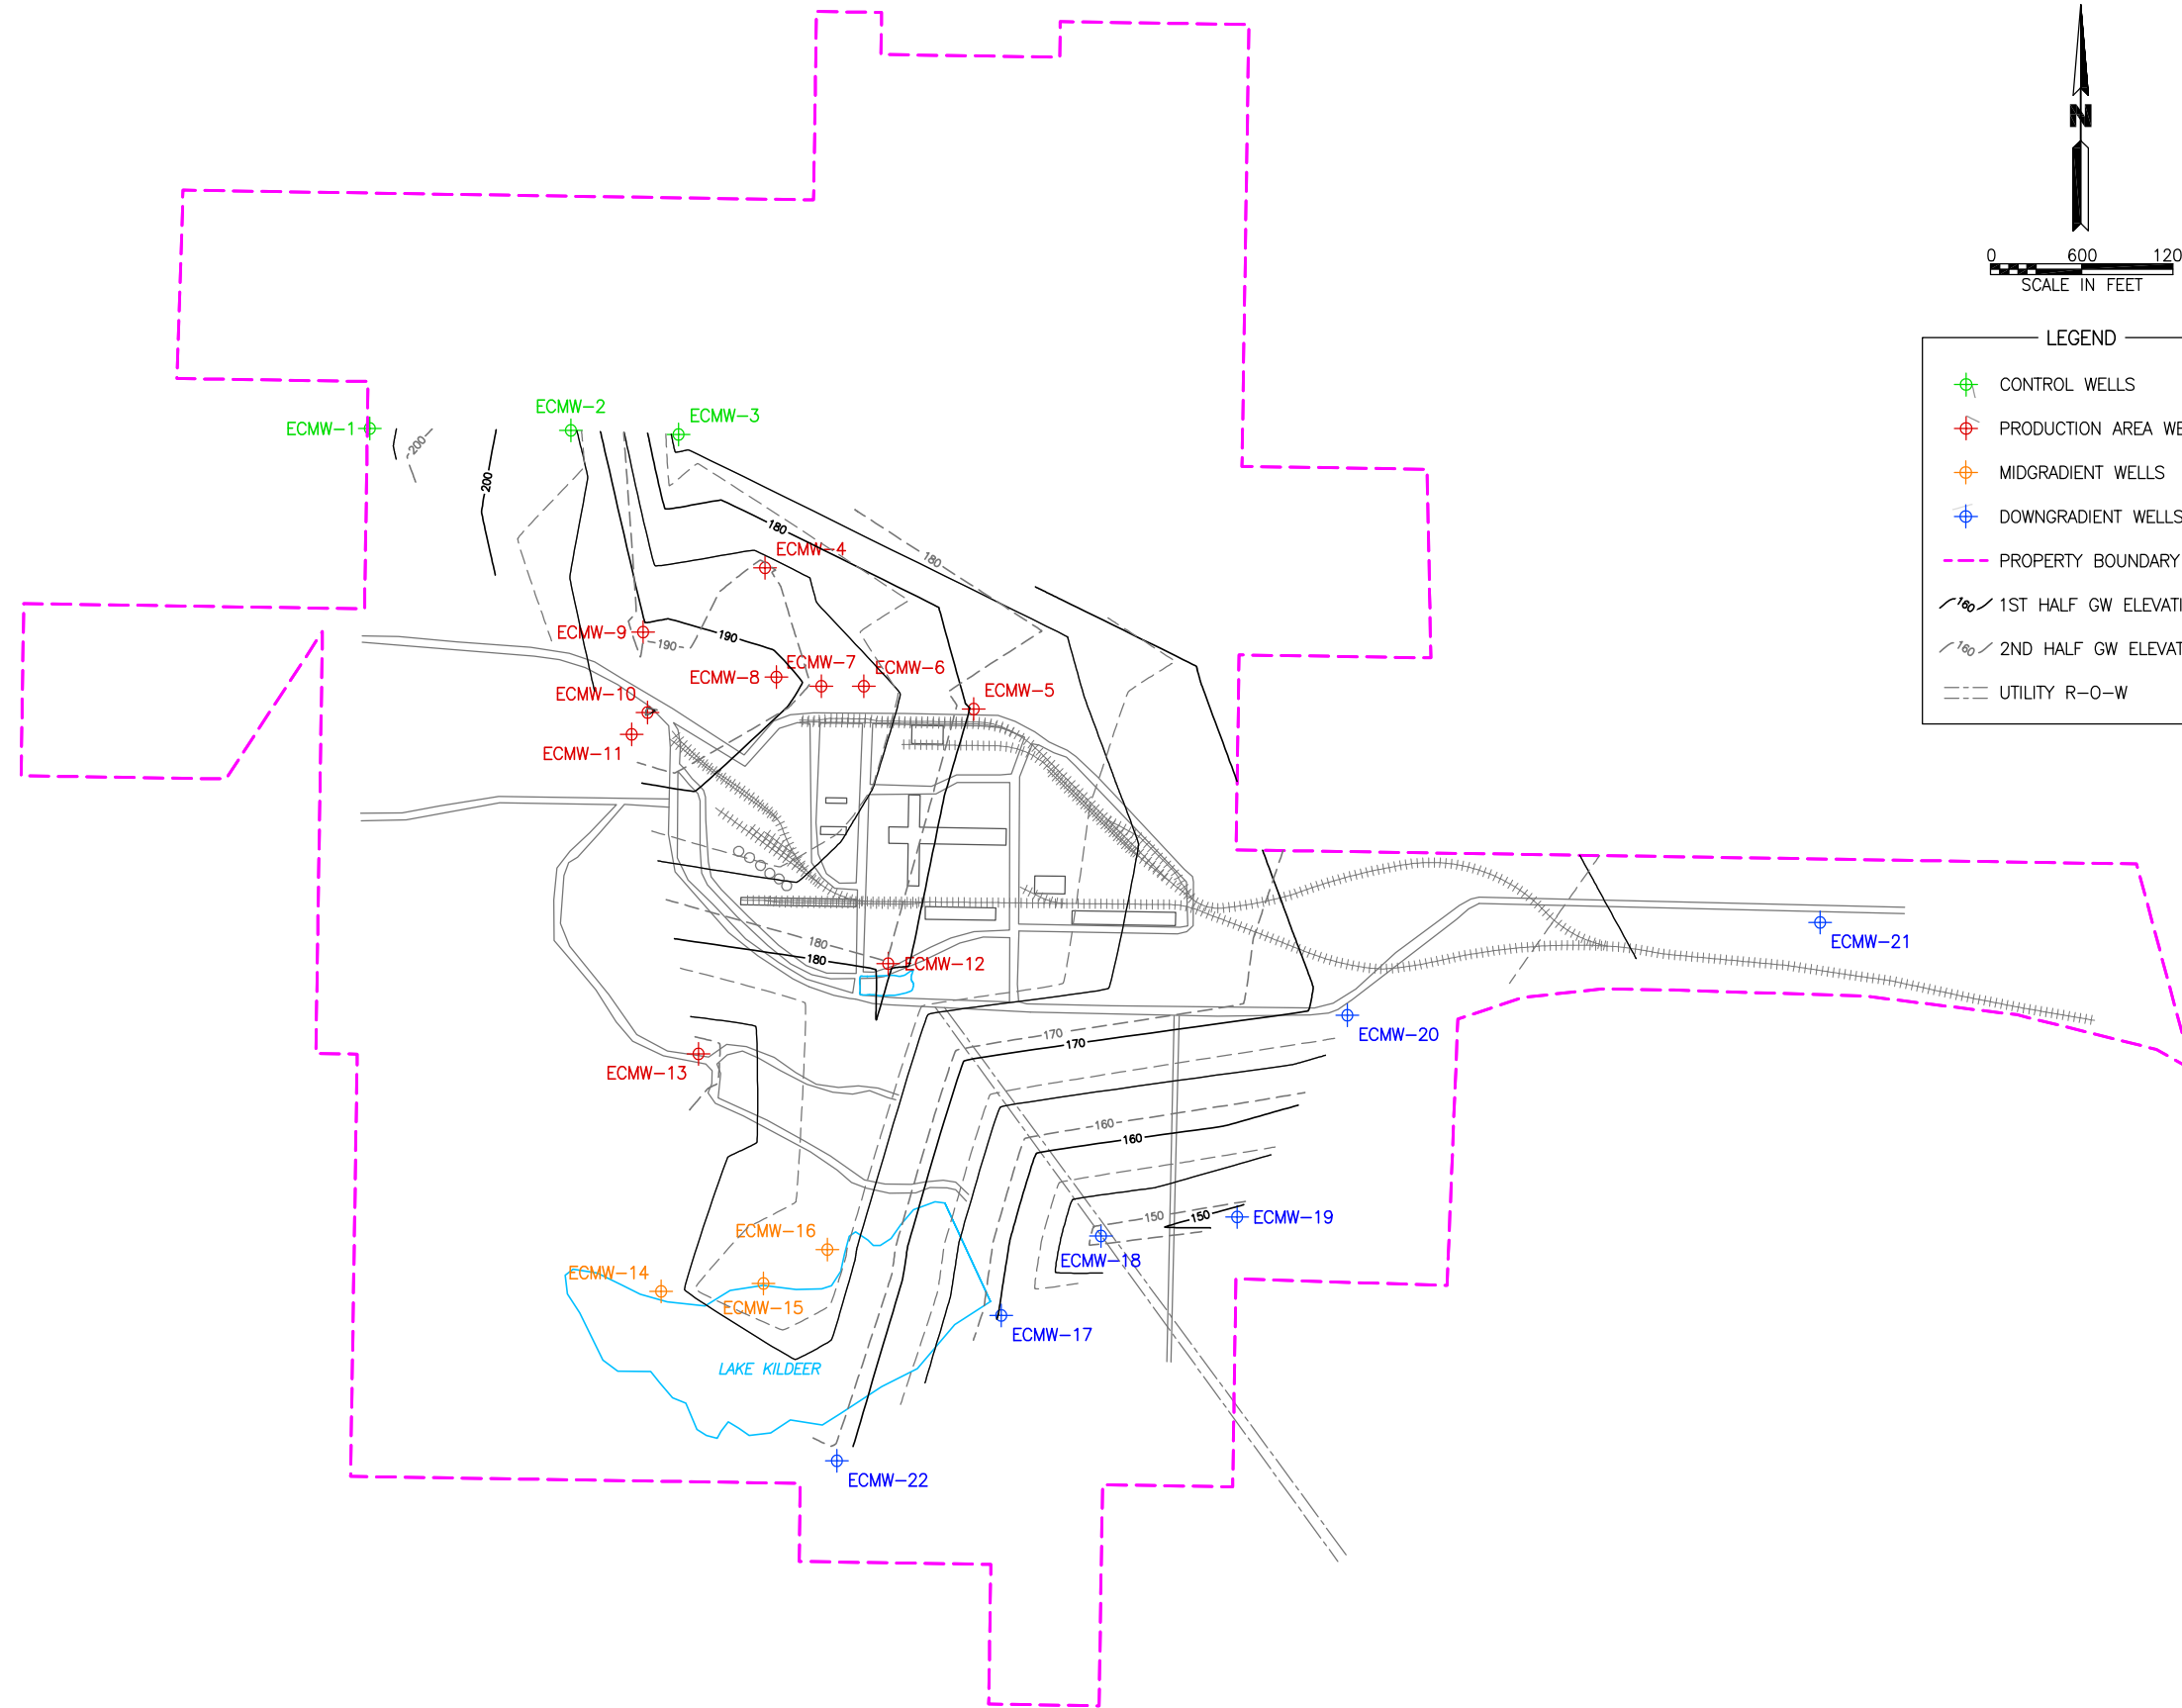 N
0 600 120
SCALE IN FEET
LEGEND
CONTROL WELLS
PRODUCTION AREA WE
MIDGRADIENT WELLS
DOWNGRADIENT WELLS
PROPERTY BOUNDARY
160 1ST HALF GW ELEVATI
160 2ND HALF GW ELEVAT
UTILITY R-O-W
ECMW-1
ECMW-2
ECMW-3
200
200
180
ECMW-4
180
ECMW-9
190
190
ECMW-8
ECMW-7
ECMW-6
ECMW-5
ECMW-10
ECMW-11
180
180
ECMW-12
ECMW-21
ECMW-20
170
170
ECMW-13
160
160
150
150
ECMW-19
ECMW-18
ECMW-16
ECMW-14
ECMW-15
ECMW-17
LAKE KILDEER
ECMW-22